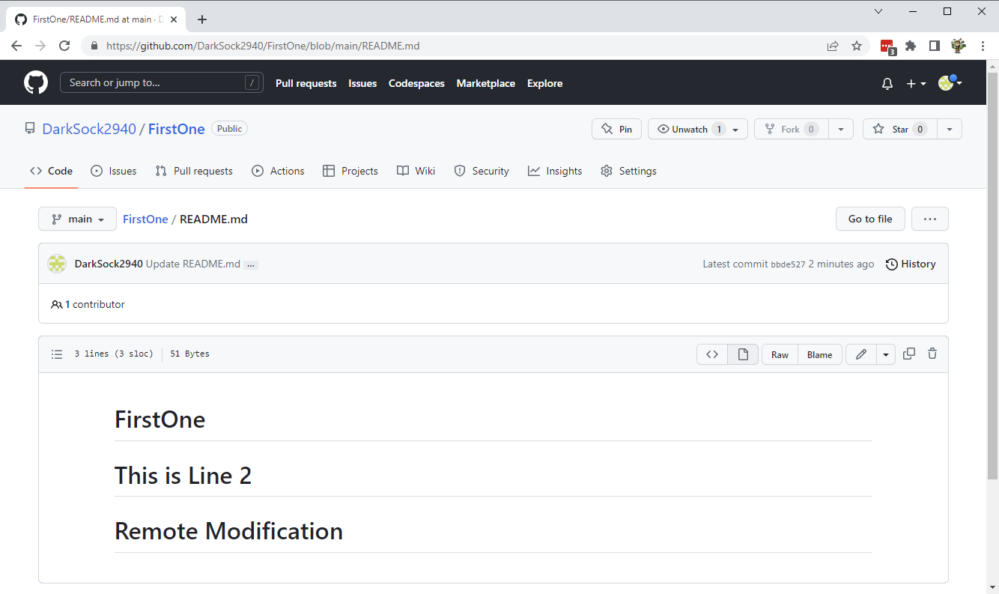 FirstOne/README.md at main · D
https://github.com/DarkSock2940/FirstOne/blob/main/README.md
3
Search or jump to... / Pull requests Issues Codespaces Marketplace Explore
DarkSock2940 / FirstOne Public Pin Unwatch 1 Fork 0 Star 0
Code Issues Pull requests Actions Projects Wiki Security Insights Settings
main FirstOne / README.md Go to file ...
DarkSock2940 Update README.md ... Latest commit bbde527 2 minutes ago History
1 contributor
3 lines (3 sloc) 51 Bytes <> Raw Blame
FirstOne
This is Line 2
Remote Modification